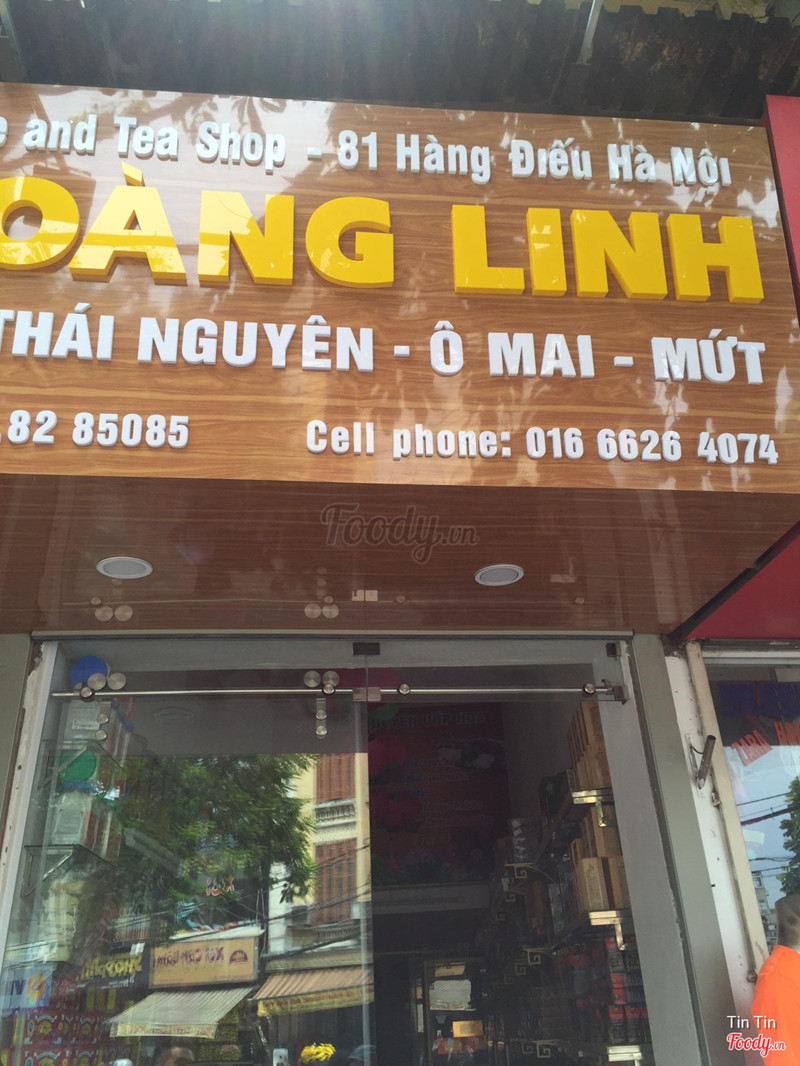 e and Tea Shop - 81 Hàng Điếu Hà Nội
OÀNG LINH
THÁI NGUYÊN - Ô MAI - MỨT
.82 85085 Cell phone: 016 6626 4074
Foody.vn
Tin Tin
Foody.vn